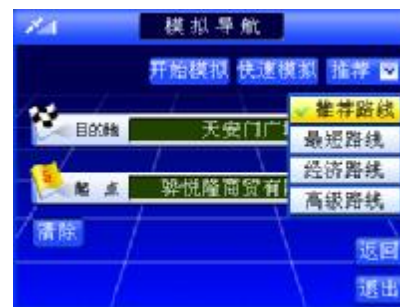 模拟导航
开始模拟 快速模拟 推荐
推荐路线
目的地 天安门广
最短路线
经济路线
起点 骅悦隆商贸有
高级路线
清除
返回
退出